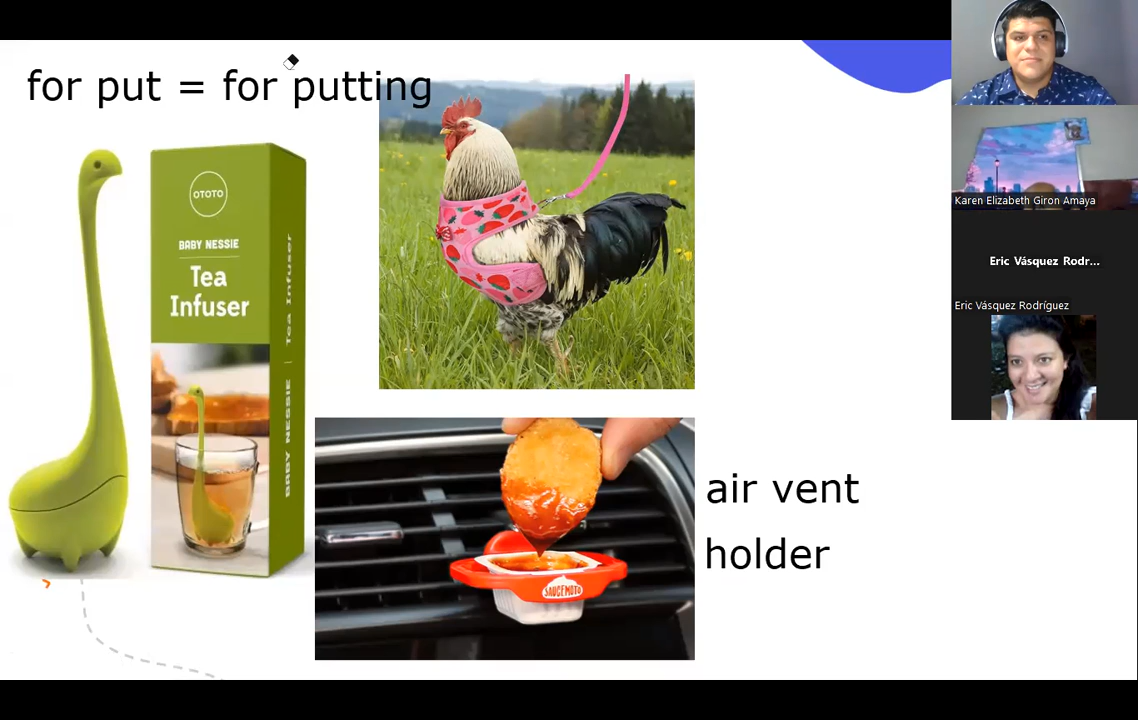 for put = for putting
OTOTO
BABY NESSIE
Tea
Infuser
BABY NESSIE | Tea Infuser
SAUCEMOTO
air vent
holder
Karen Elizabeth Giron Amaya
Eric Vásquez Rodr...
Eric Vásquez Rodríguez